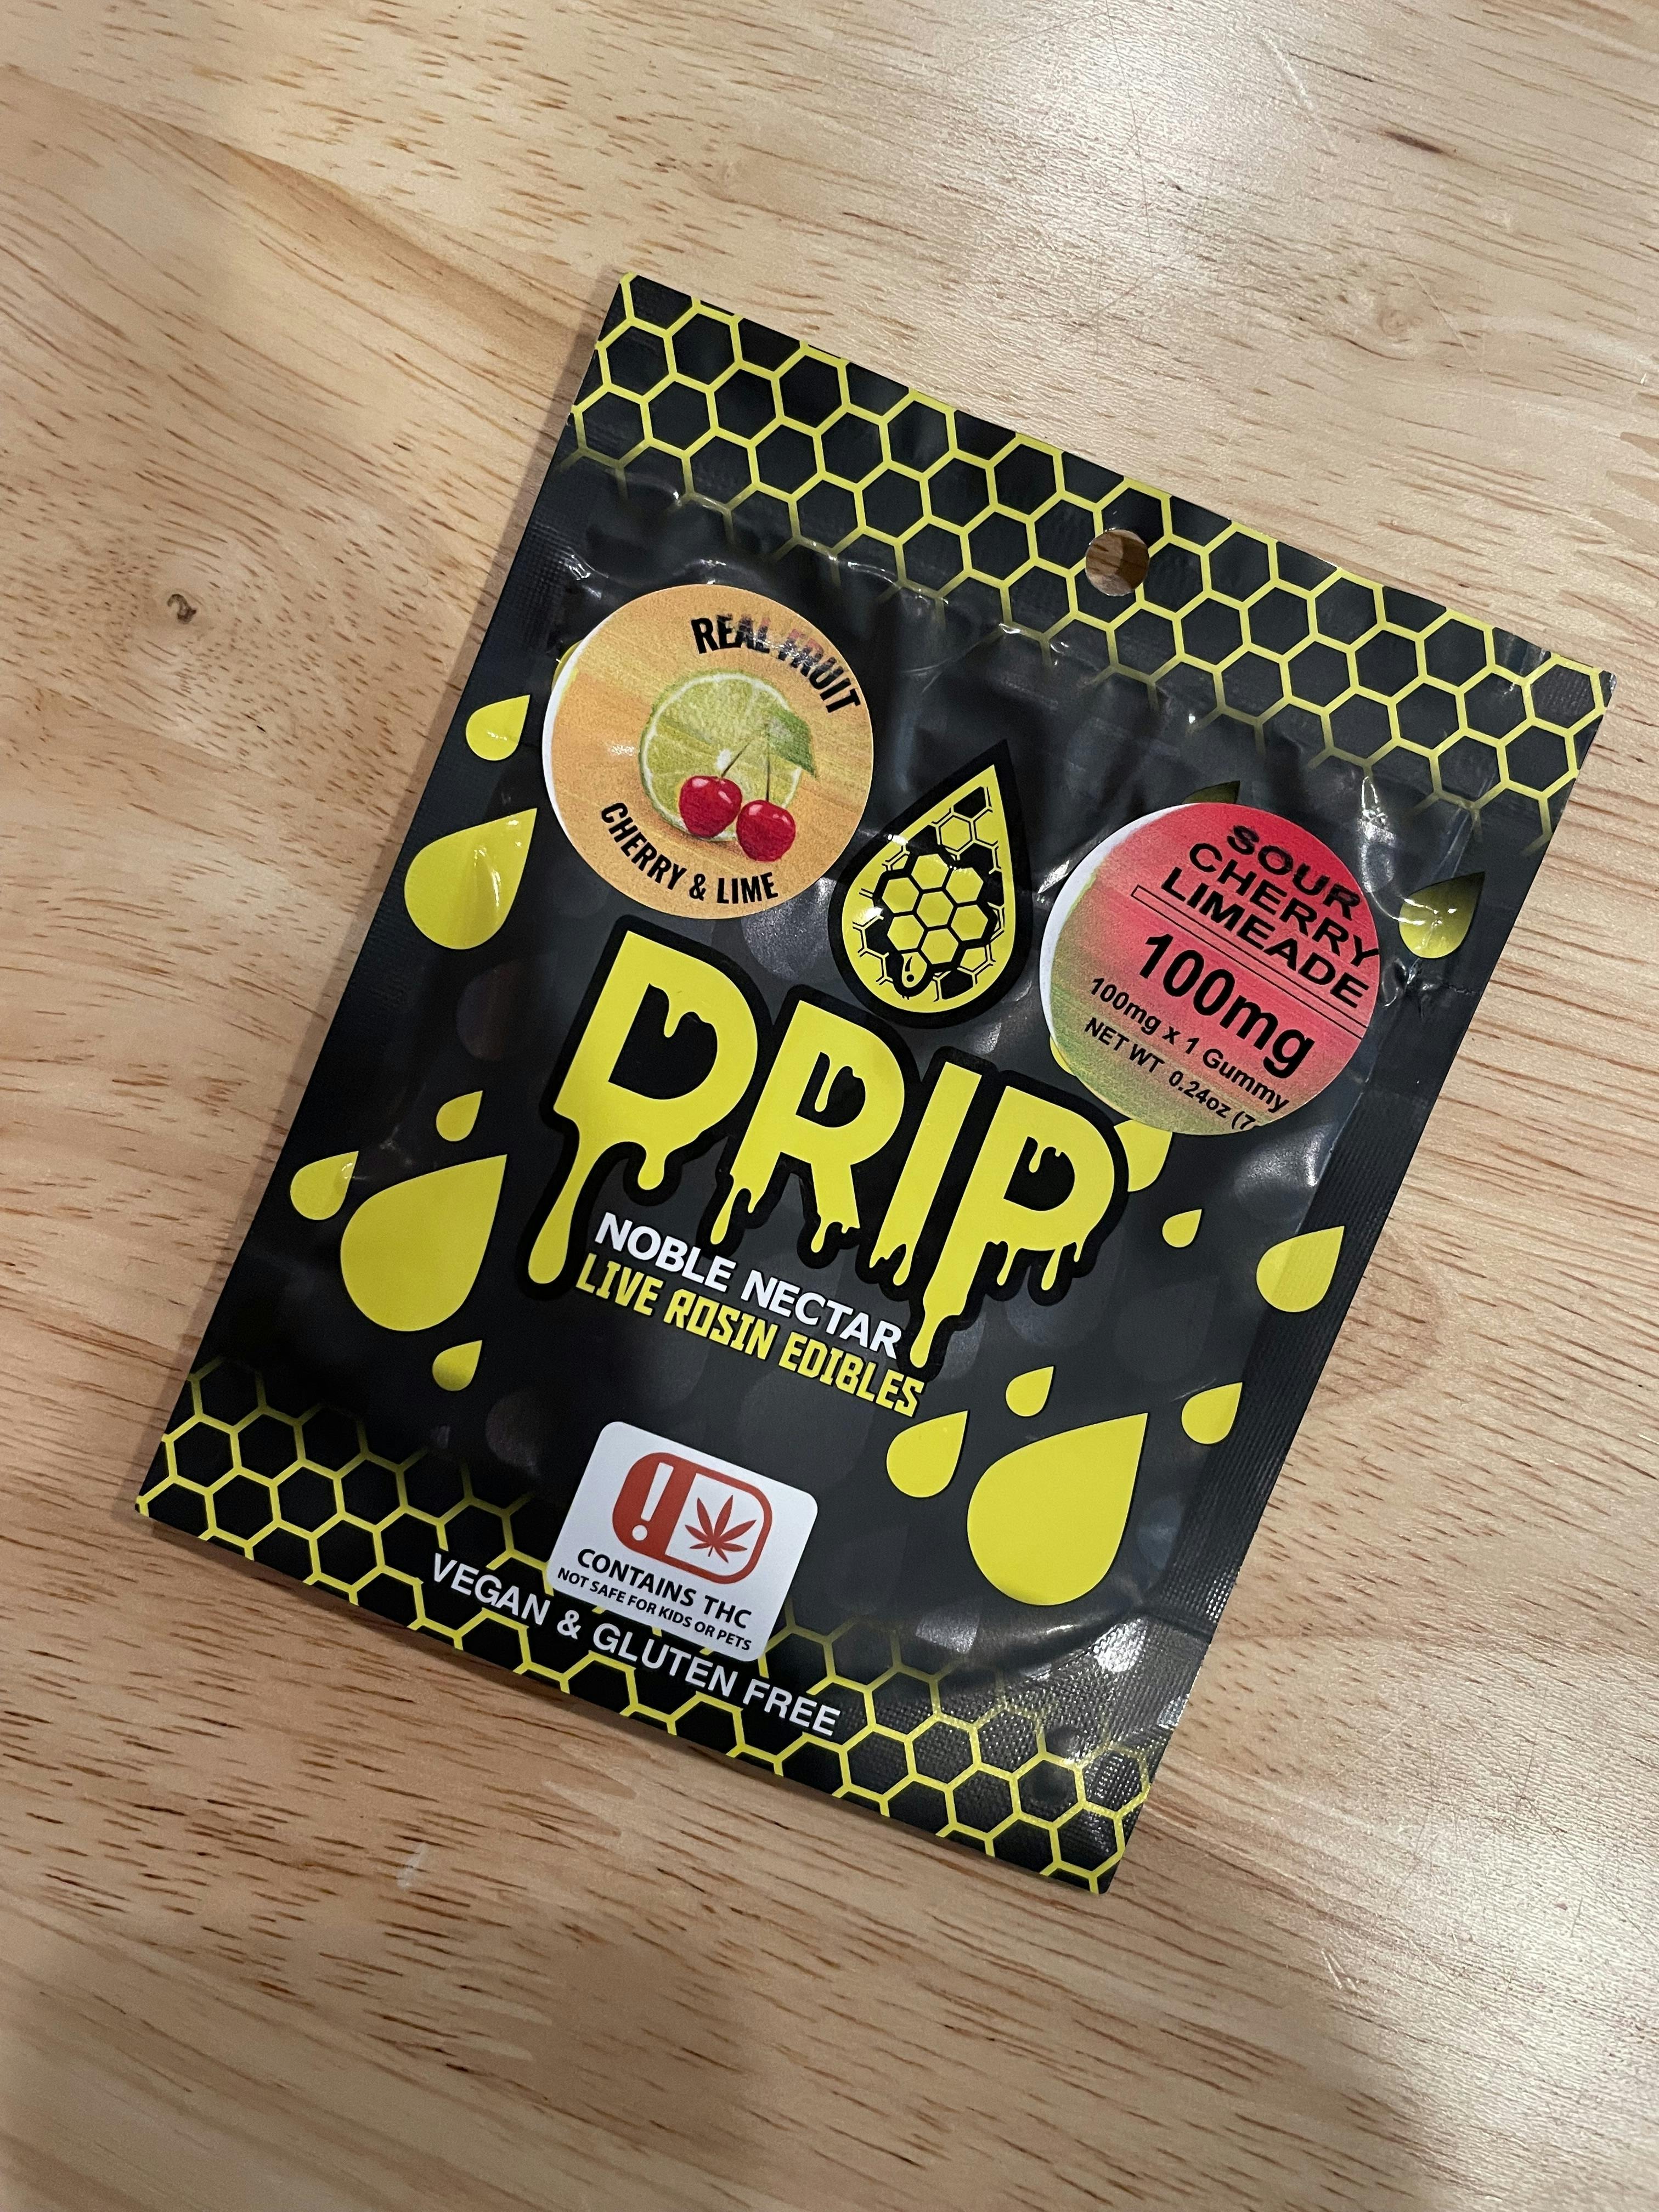 REAL FRUIT
CHERRY & LIME
SOUR
CHERRY
LIMEADE
100mg
100mg x 1 Gummy
NET WT 0.24oz (7
DRIP
NOBLE NECTAR
LIVE ROSIN EDIBLES
!
CONTAINS THC
NOT SAFE FOR KIDS OR PETS
VEGAN & GLUTEN FREE